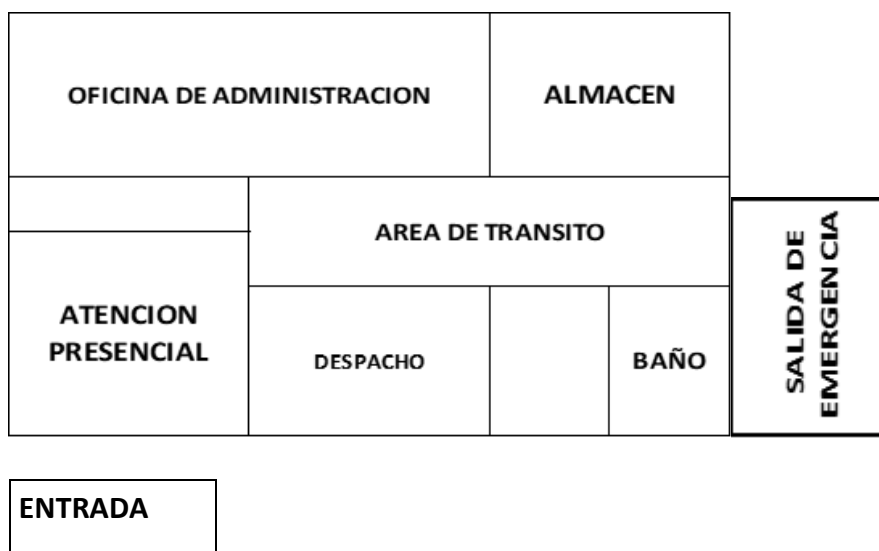 OFICINA DE ADMINISTRACION
ALMACEN
AREA DE TRANSITO
SALIDA DE
EMERGENCIA
ATENCION
PRESENCIAL
DESPACHO
BAÑO
ENTRADA